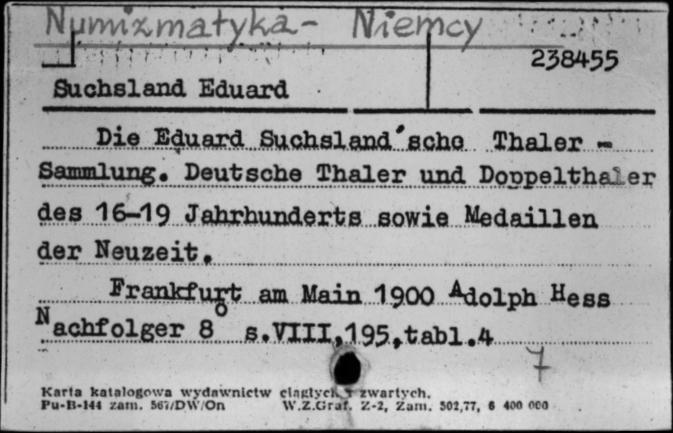 Numizmatyka - Niemcy
238455
Suchsland Eduard
Die Eduard Suchsland'sche Thaler -
Sammlung. Deutsche Thaler und Doppelthaler
des 16-19 Jahrhunderts sowie Medaillen
der Neuzeit.
Frankfurt am Main 1900 Adolph Hess
Nachfolger 8° s.VIII,195,tabl.4
7
Karta katalogowa wydawnictw ciągłych i zwartych.
Pu-B-144 zam. 567/DW/On W.Z.Graf. Z-2, Zam. 502,77, 6 400 000